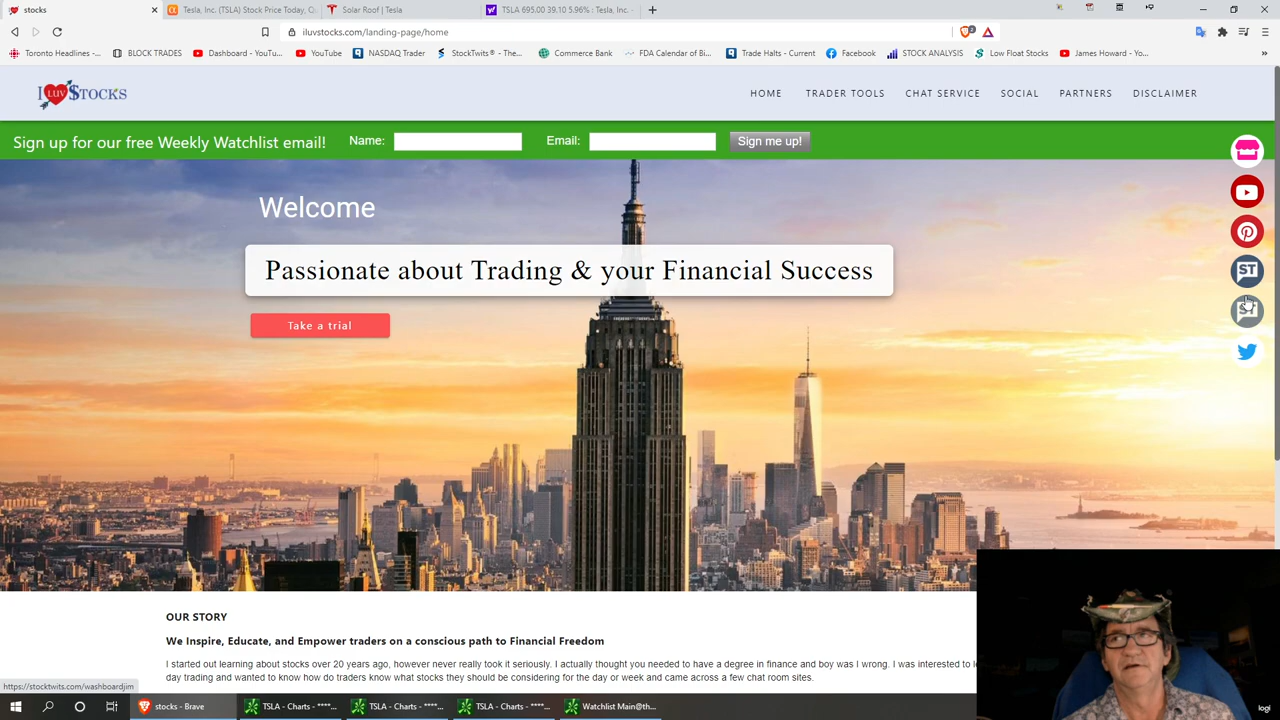 stocks
Tesla, Inc. (TSLA) Stock Price Today, C
Solar Roof | Tesla
TSLA 695.00 39.10 5.96% : Tesla, Inc. -
iluvstocks.com/landing-page/home
Toronto Headlines -...
BLOCK TRADES
Dashboard - YouTu...
YouTube
NASDAQ Trader
StockTwits® - The...
Commerce Bank
FDA Calendar of Bi...
Trade Halts - Current
Facebook
STOCK ANALYSIS
Low Float Stocks
James Howard - Yo...
I LUV $TOCKS
HOME
TRADER TOOLS
CHAT SERVICE
SOCIAL
PARTNERS
DISCLAIMER
Sign up for our free Weekly Watchlist email!
Name:
Email:
Sign me up!
Welcome
Passionate about Trading & your Financial Success
Take a trial
ST
ST
OUR STORY
We Inspire, Educate, and Empower traders on a conscious path to Financial Freedom
I started out learning about stocks over 20 years ago, however never really took it seriously. I actually thought you needed to have a degree in finance and boy was I wrong. I was interested to l
day trading and wanted to know how do traders know what stocks they should be considering for the day or week and came across a few chat room sites.
https://stocktwits.com/washboardjim
stocks - Brave
TSLA - Charts - ****...
TSLA - Charts - ****...
TSLA - Charts - ****...
Watchlist Main@th...
logi